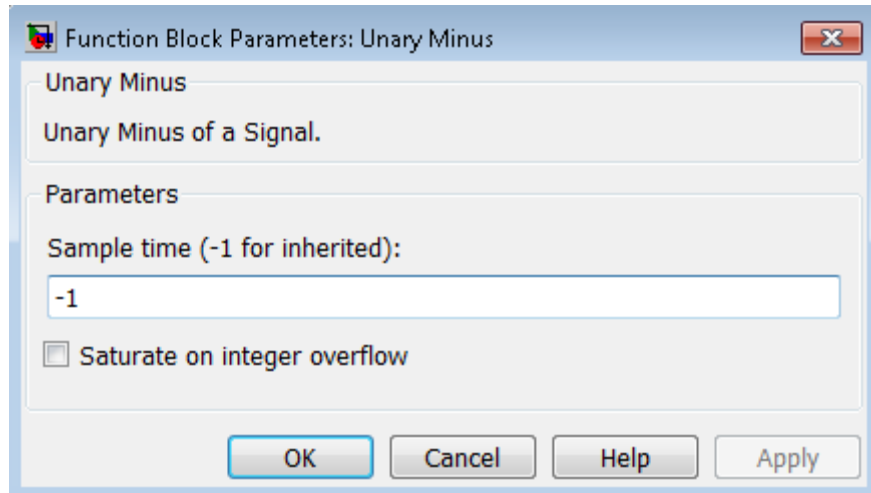 Function Block Parameters: Unary Minus
Unary Minus
Unary Minus of a Signal.
Parameters
Sample time (-1 for inherited):
-1
Saturate on integer overflow
OK Cancel Help Apply